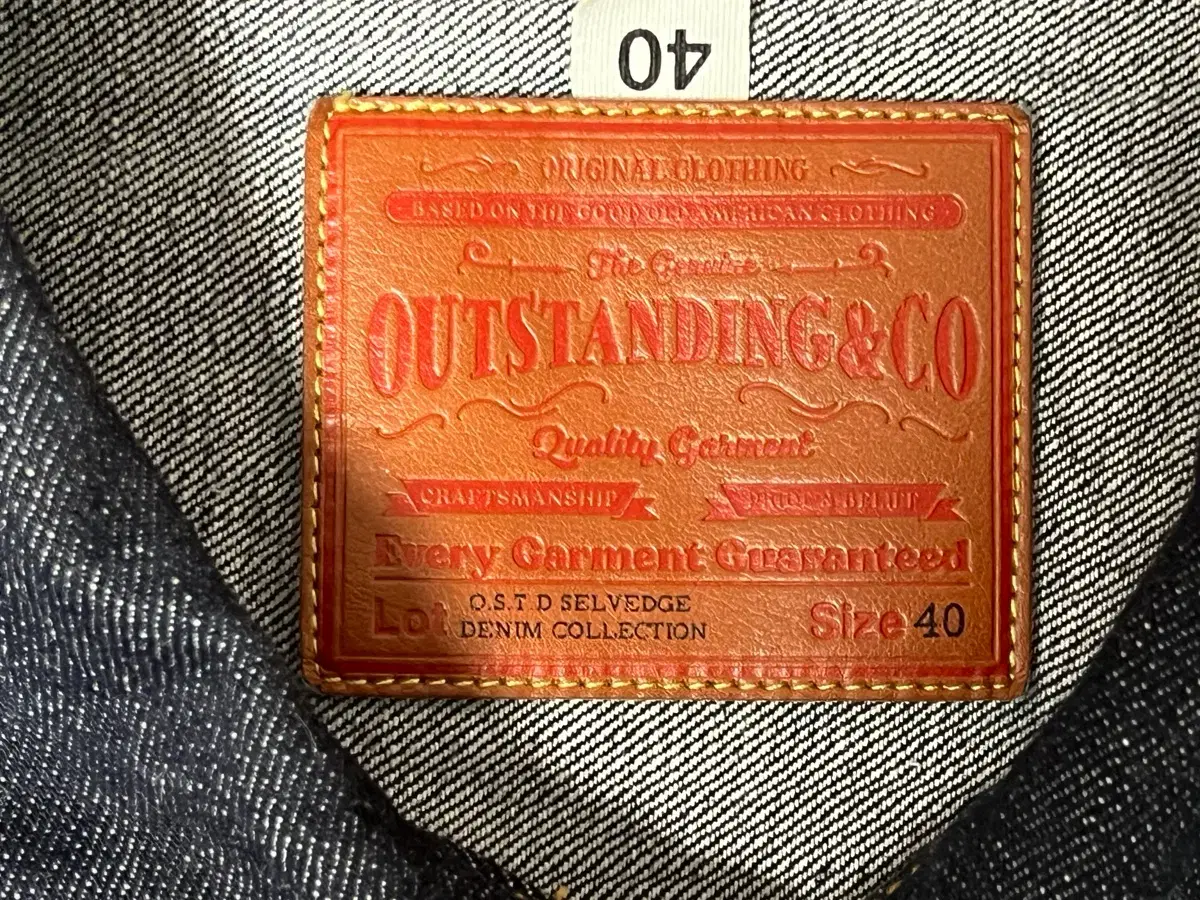 40
ORIGINAL CLOTHING
BASED ON THE GOOD OLD AMERICAN CLOTHING
The Genuine
OUTSTANDING&CO
Quality Garment
CRAFTSMANSHIP
Every Garment Guaranteed
Lot O.S.T.D SELVEDGE
DENIM COLLECTION
Size 40